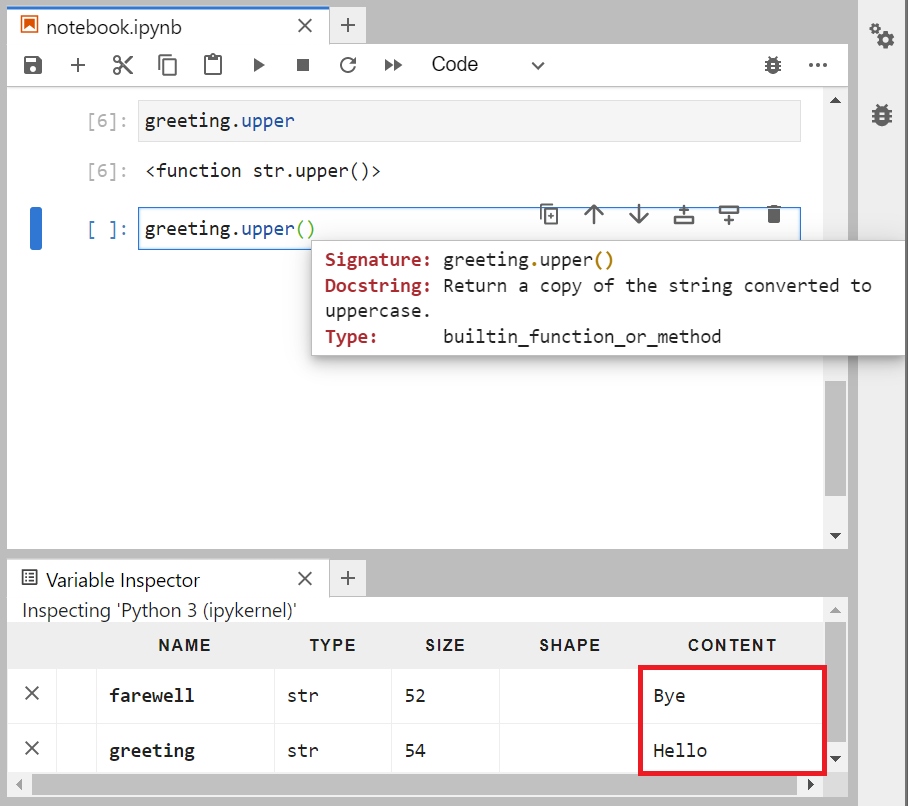 notebook.ipynb
Code
[6]: greeting.upper
[6]: <function str.upper()>
[ ]: greeting.upper()
Signature: greeting.upper()
Docstring: Return a copy of the string converted to
uppercase.
Type: builtin_function_or_method
Variable Inspector
Inspecting 'Python 3 (ipykernel)'
NAME TYPE SIZE SHAPE CONTENT
farewell str 52 Bye
greeting str 54 Hello